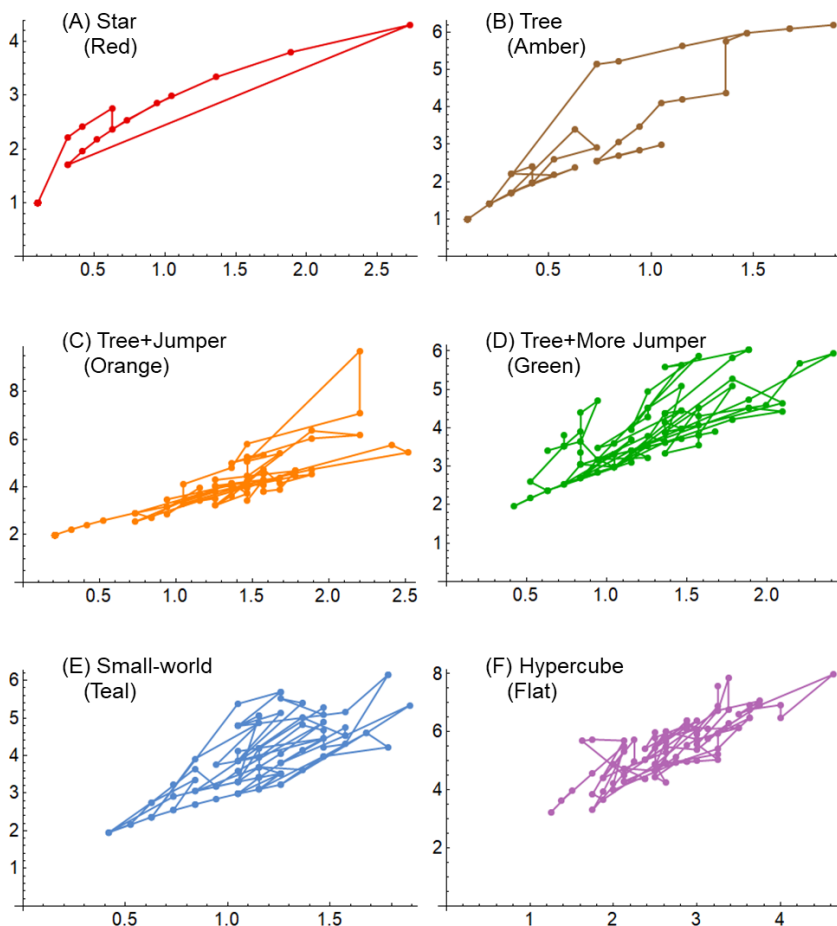 (A) Star
(Red)
4
3
2
1
0.5 1.0 1.5 2.0 2.5
(B) Tree
(Amber)
6
5
4
3
2
1
0.5 1.0 1.5
(C) Tree+Jumper
(Orange)
8
6
4
2
0.5 1.0 1.5 2.0 2.5
(D) Tree+More Jumper
(Green)
6
5
4
3
2
1
0.5 1.0 1.5 2.0
(E) Small-world
(Teal)
6
5
4
3
2
1
0.5 1.0 1.5
(F) Hypercube
(Flat)
8
6
4
2
1 2 3 4